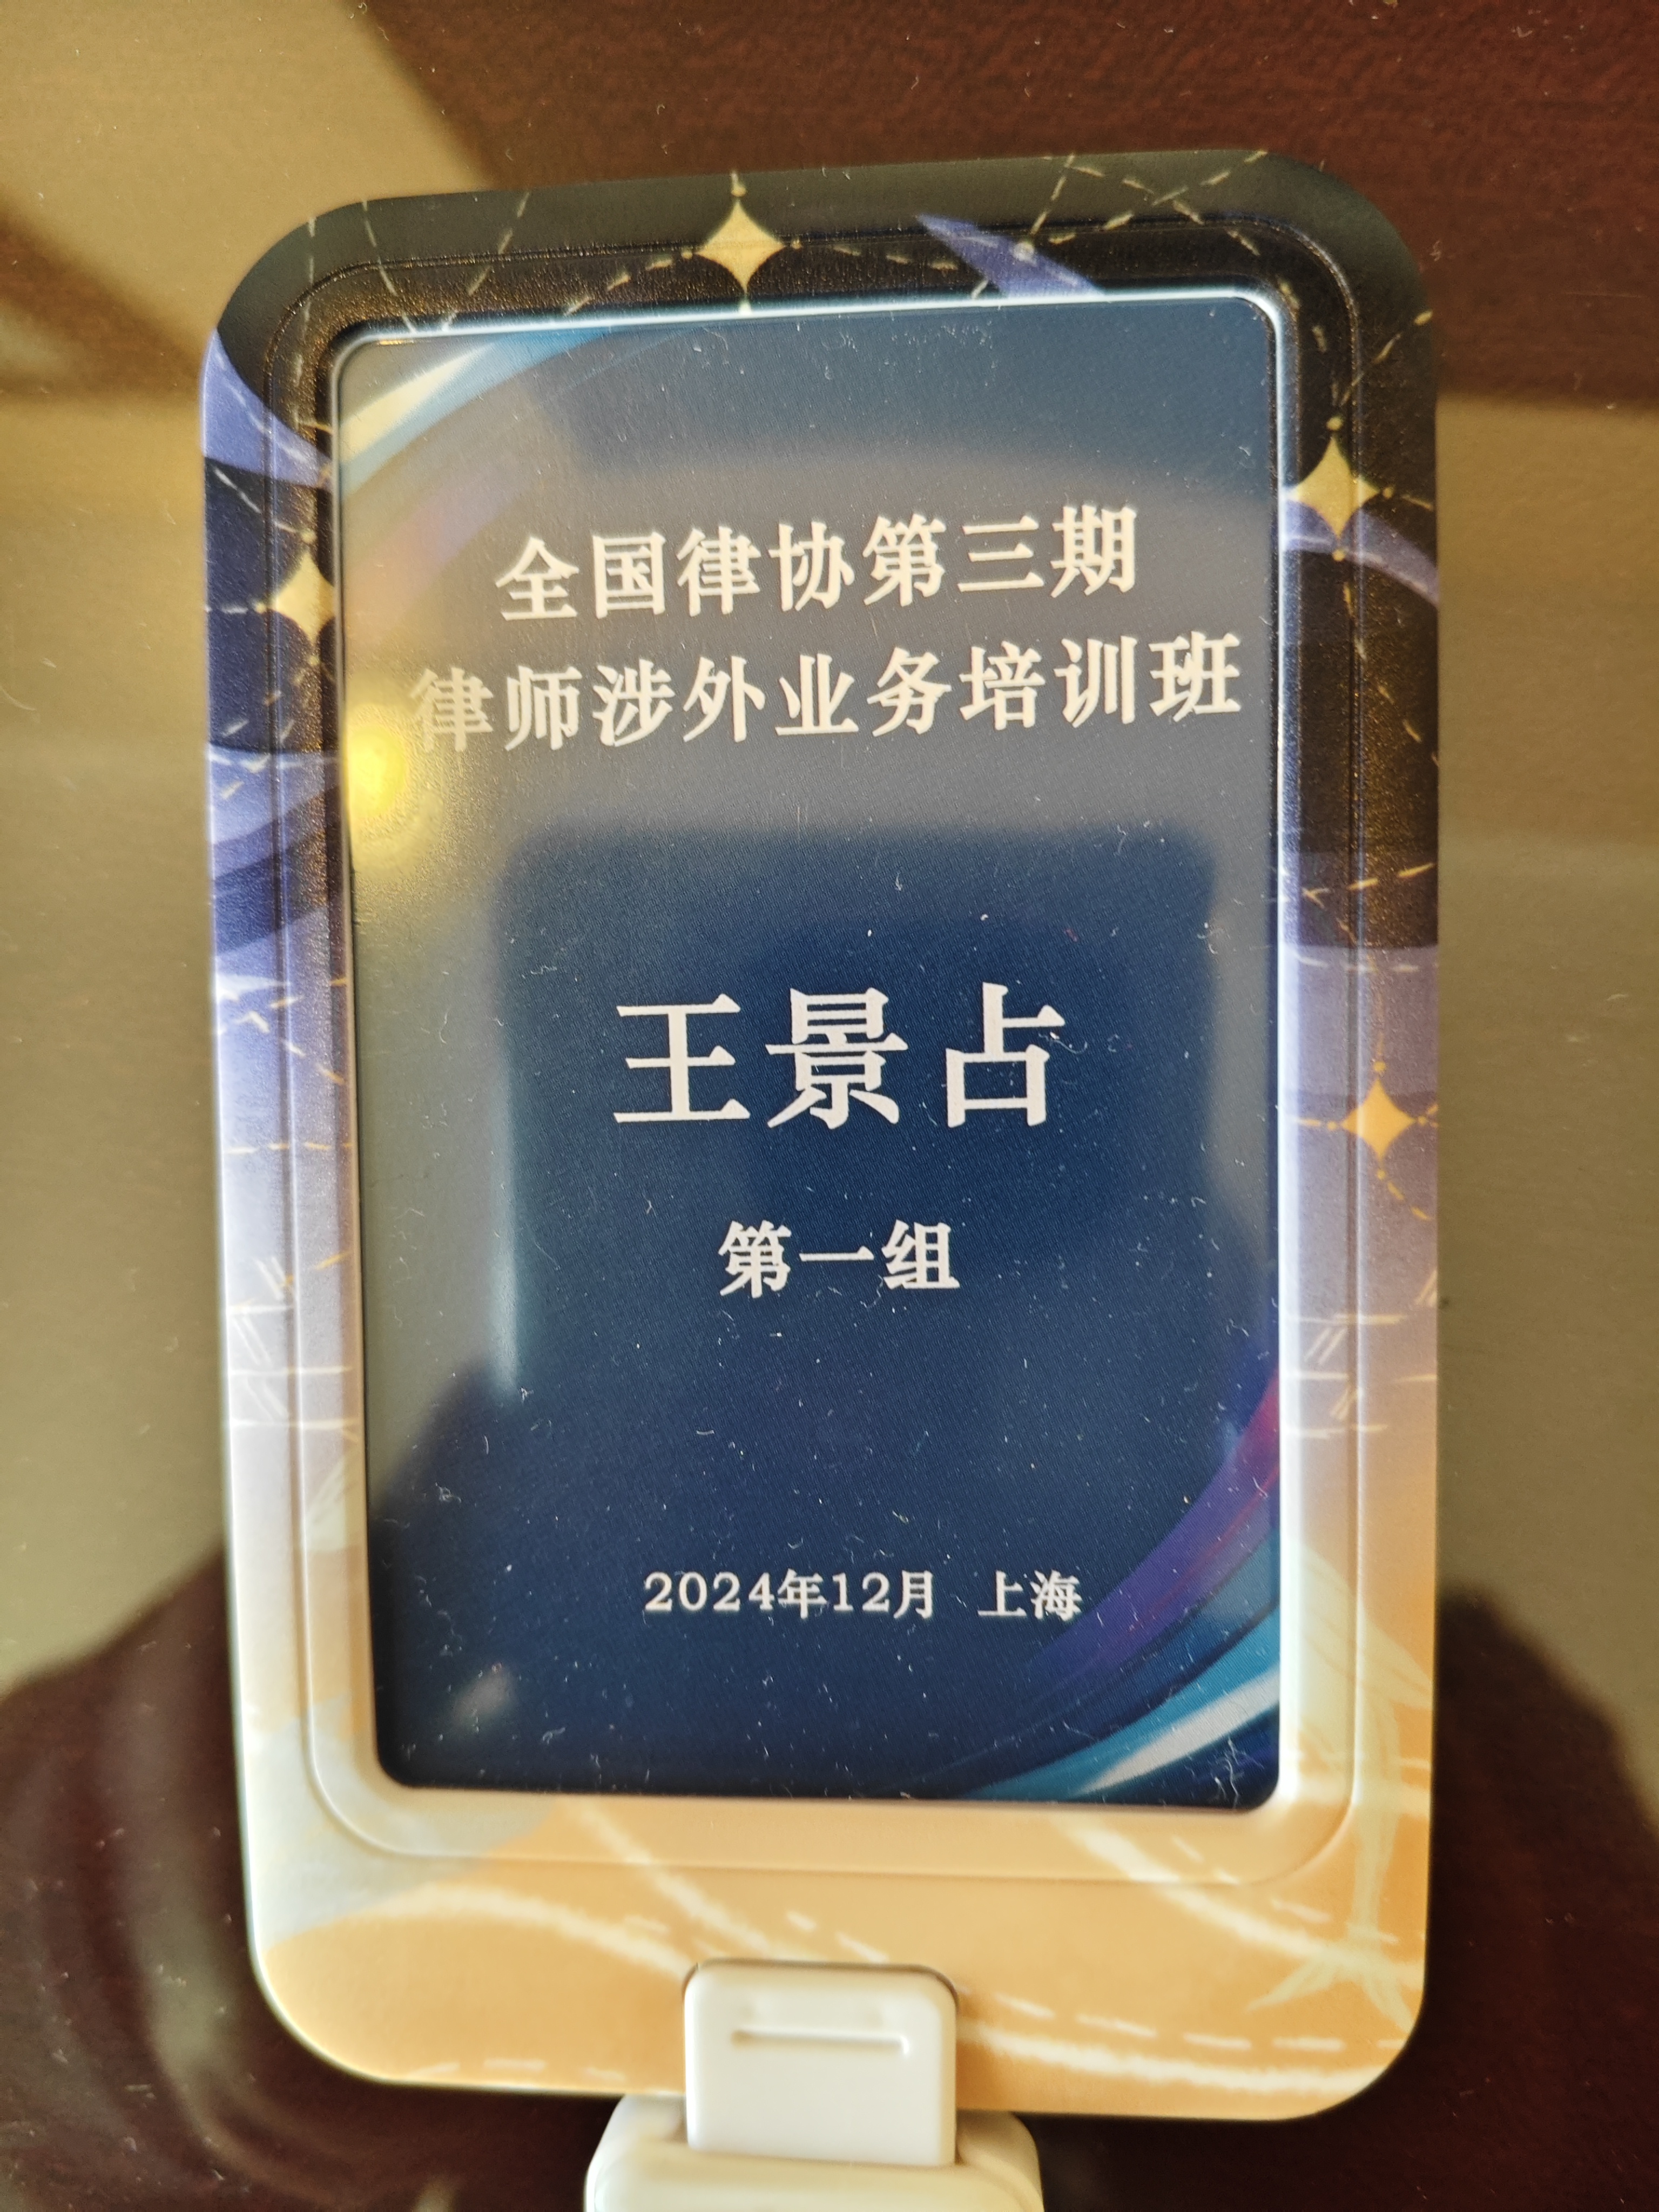 全国律协第三期
律师涉外业务培训班
王景占
第一组
2024年12月 上海